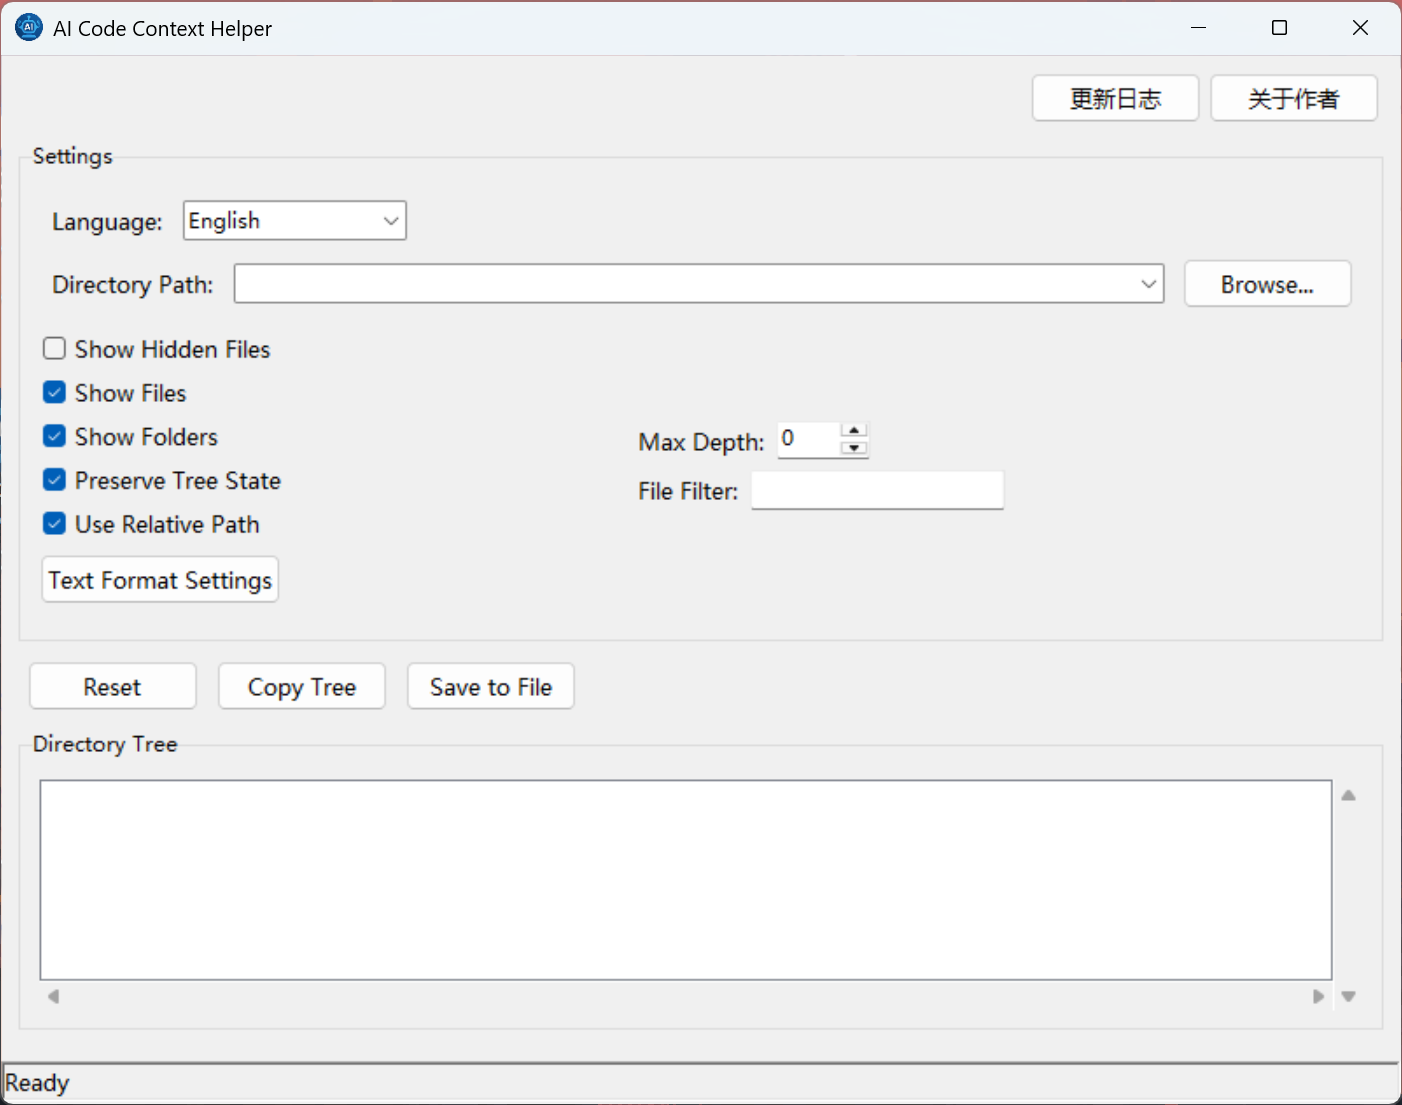 AI Code Context Helper
更新日志 关于作者
Settings
Language: English
Directory Path: Browse...
Show Hidden Files
Show Files
Show Folders
Preserve Tree State
Use Relative Path
Max Depth: 0
File Filter:
Text Format Settings
Reset Copy Tree Save to File
Directory Tree
Ready